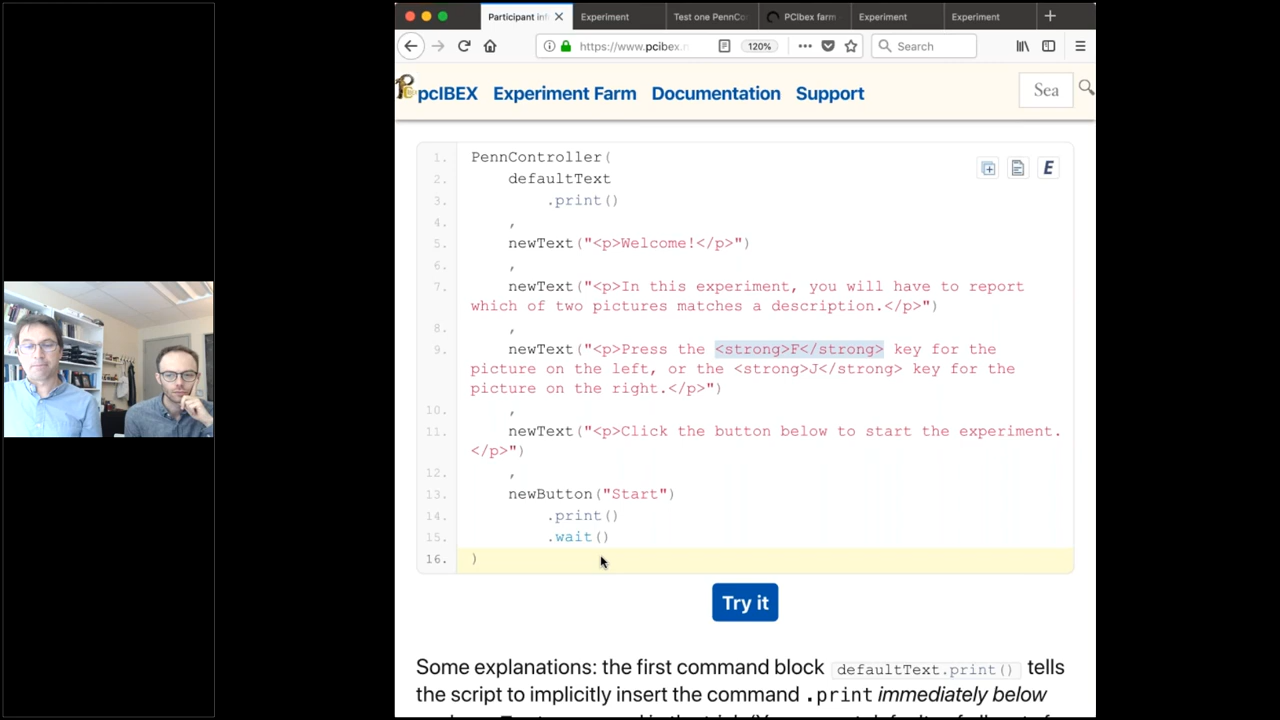 Participant in
Experiment
Test one PennCo
PCIbex farm
Experiment
Experiment
https://www.pcibex.n
120%
Search
pcIBEX Experiment Farm Documentation Support
Sea
1. PennController(
2. defaultText
3. .print()
4. ,
5. newText("<p>Welcome!</p>")
6. ,
7. newText("<p>In this experiment, you will have to report
which of two pictures matches a description.</p>")
8. ,
9. newText("<p>Press the <strong>F</strong> key for the
picture on the left, or the <strong>J</strong> key for the
picture on the right.</p>")
10. ,
11. newText("<p>Click the button below to start the experiment.
</p>")
12. ,
13. newButton("Start")
14. .print()
15. .wait()
16. )
E
Try it
Some explanations: the first command block defaultText.print() tells
the script to implicitly insert the command .print immediately below